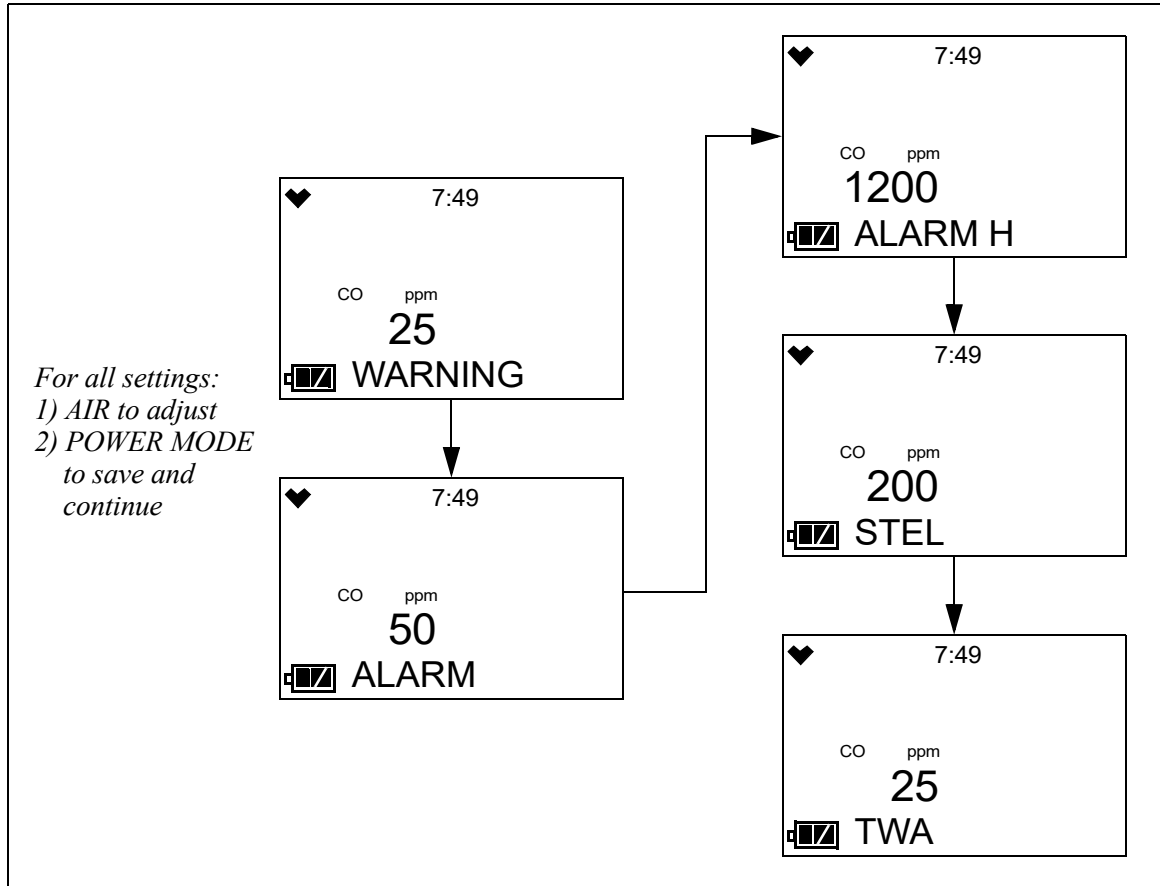 For all settings:
1) AIR to adjust
2) POWER MODE
to save and
continue
7:49
CO ppm
25
WARNING
7:49
CO ppm
50
ALARM
7:49
CO ppm
1200
ALARM H
7:49
CO ppm
200
STEL
7:49
CO ppm
25
TWA